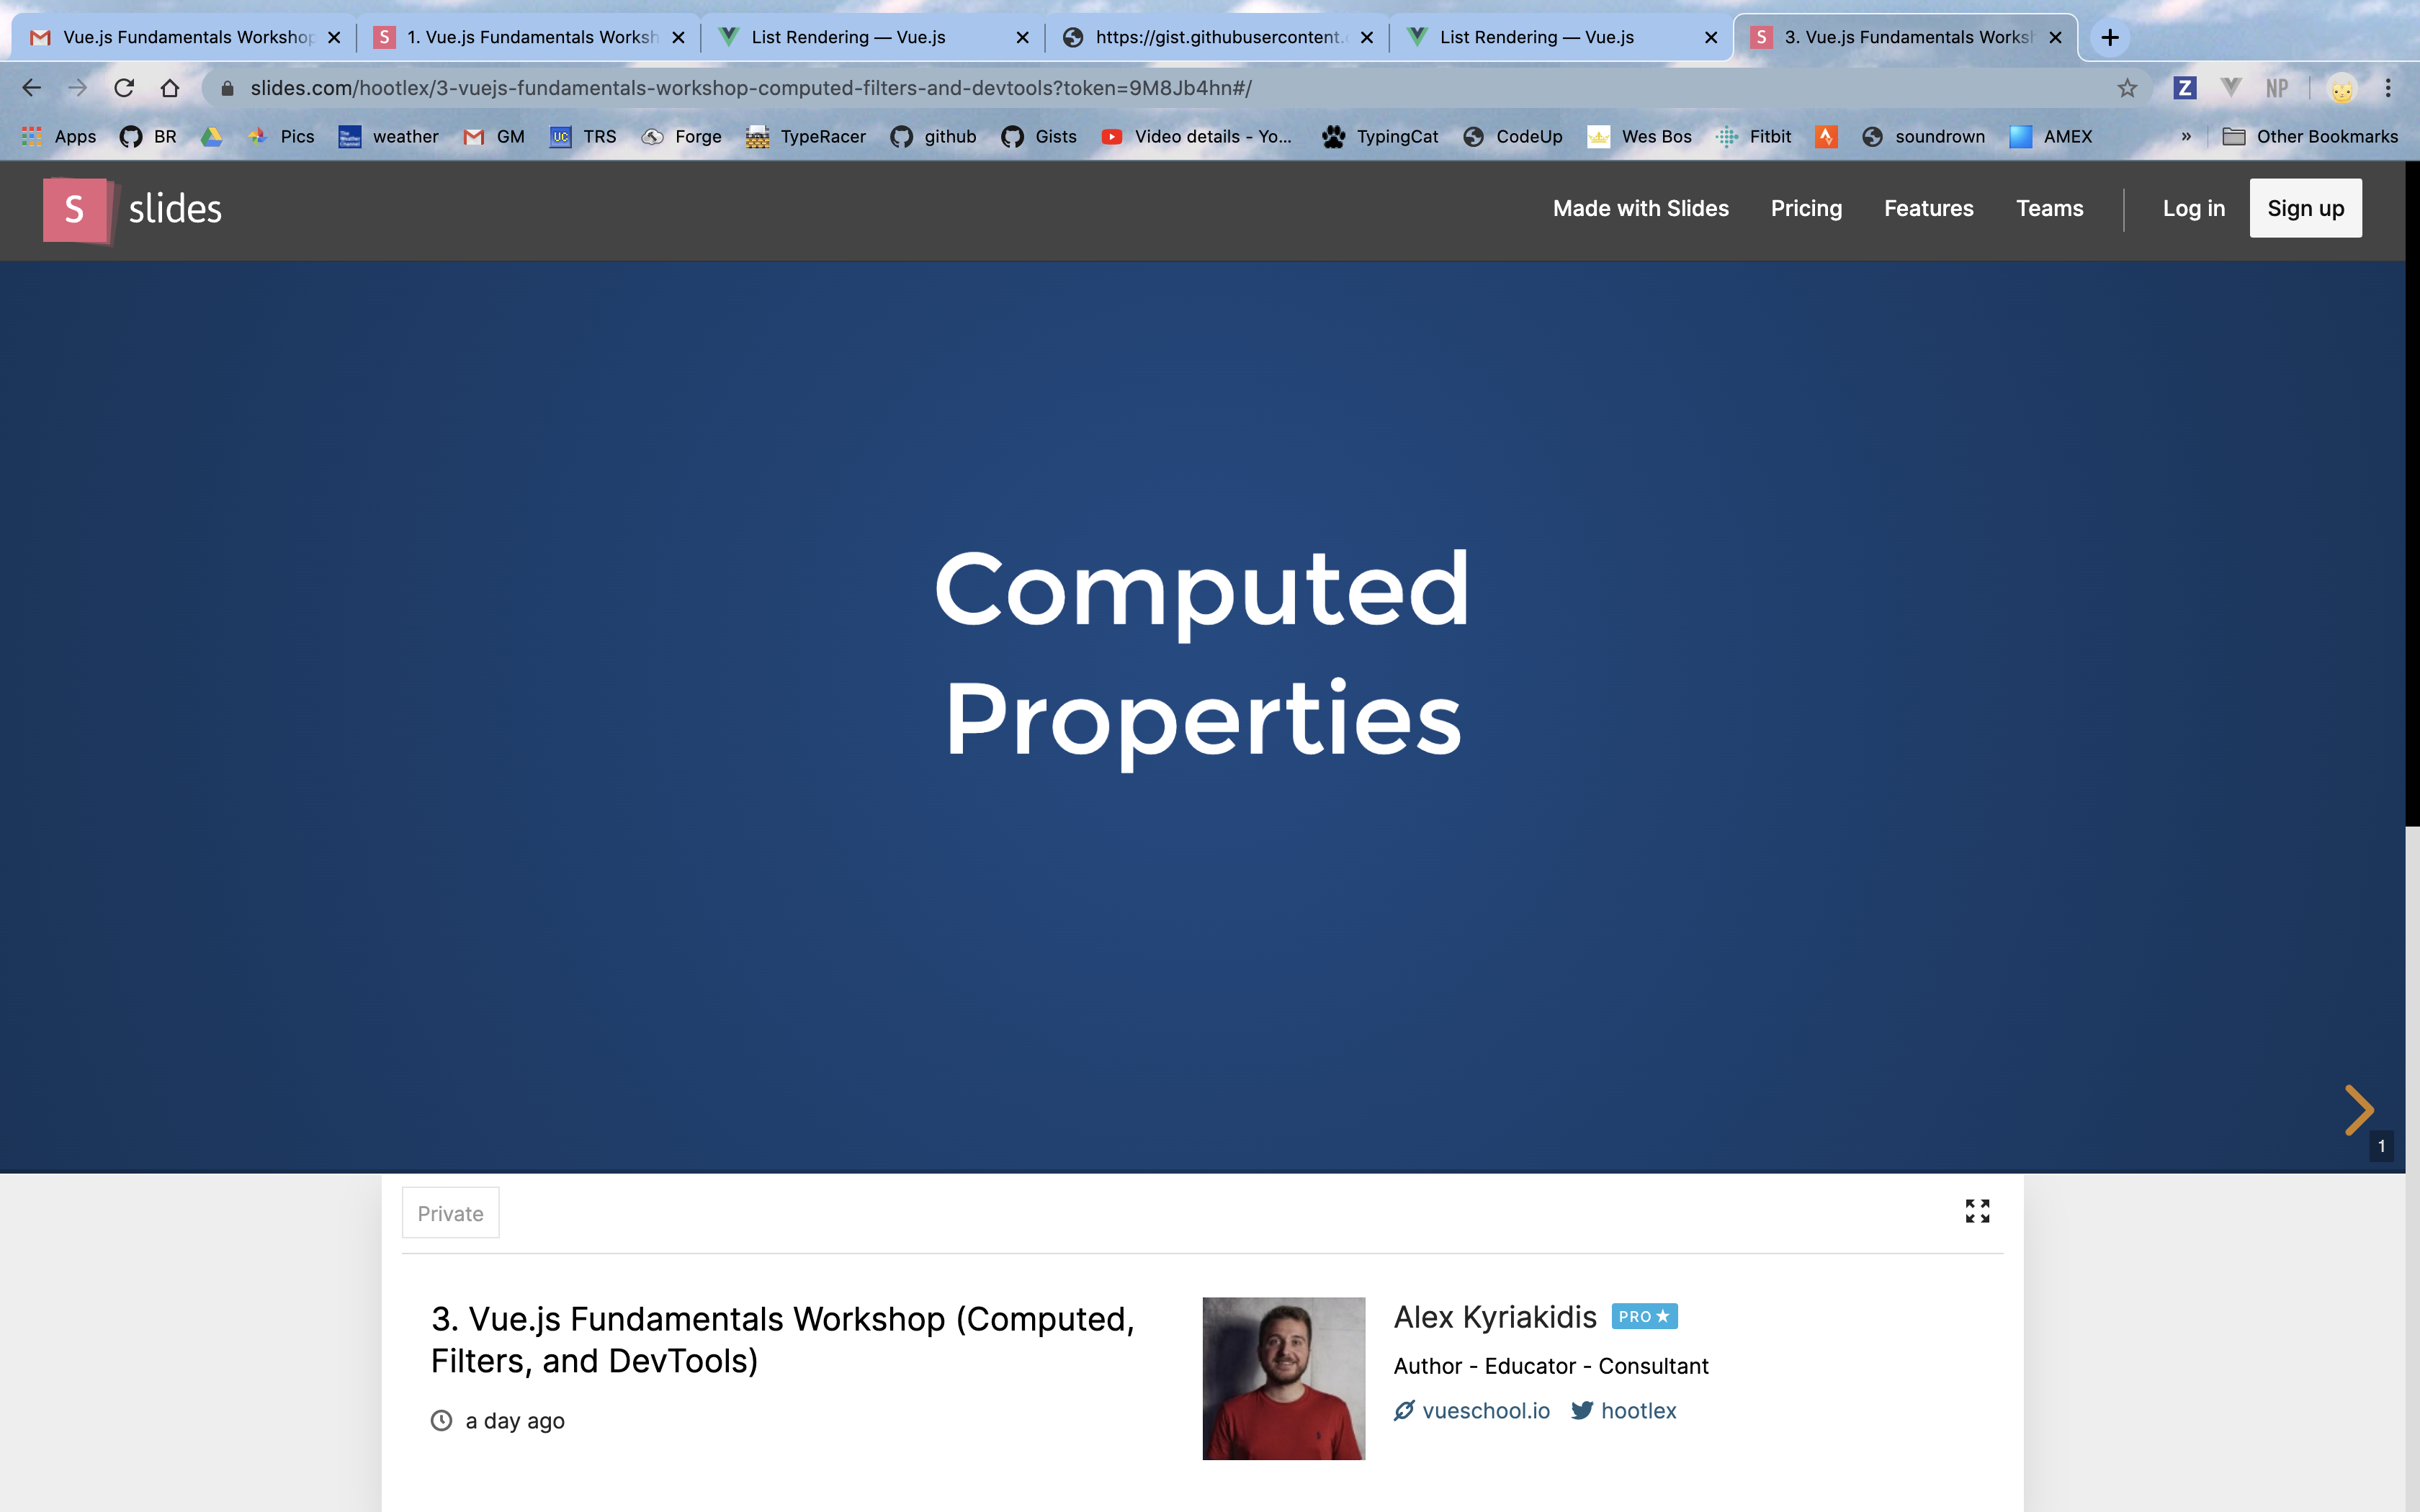 Vue.js Fundamentals Workshop
1. Vue.js Fundamentals Worksh
List Rendering — Vue.js
https://gist.githubusercontent.
List Rendering — Vue.js
3. Vue.js Fundamentals Worksh
slides.com/hootlex/3-vuejs-fundamentals-workshop-computed-filters-and-devtools?token=9M8Jb4hn#/
Z
NP
Apps
BR
Pics
weather
GM
UC
TRS
Forge
TypeRacer
github
Gists
Video details - Yo...
TypingCat
CodeUp
Wes Bos
Fitbit
soundrown
AMEX
»
Other Bookmarks
S slides
Made with Slides
Pricing
Features
Teams
Log in
Sign up
Computed
Properties
1
Private
3. Vue.js Fundamentals Workshop (Computed,
Filters, and DevTools)
a day ago
Alex Kyriakidis PRO
Author - Educator - Consultant
vueschool.io hootlex